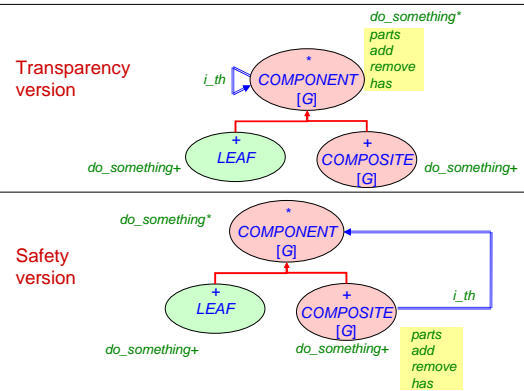 do_something*
parts
add
remove
has
Transparency
version
i_th
*
COMPONENT
[G]
+
LEAF
+
COMPOSITE
[G]
do_something+
do_something+
do_something*
*
COMPONENT
[G]
Safety
version
i_th
+
LEAF
+
COMPOSITE
[G]
do_something+
do_something+
parts
add
remove
has